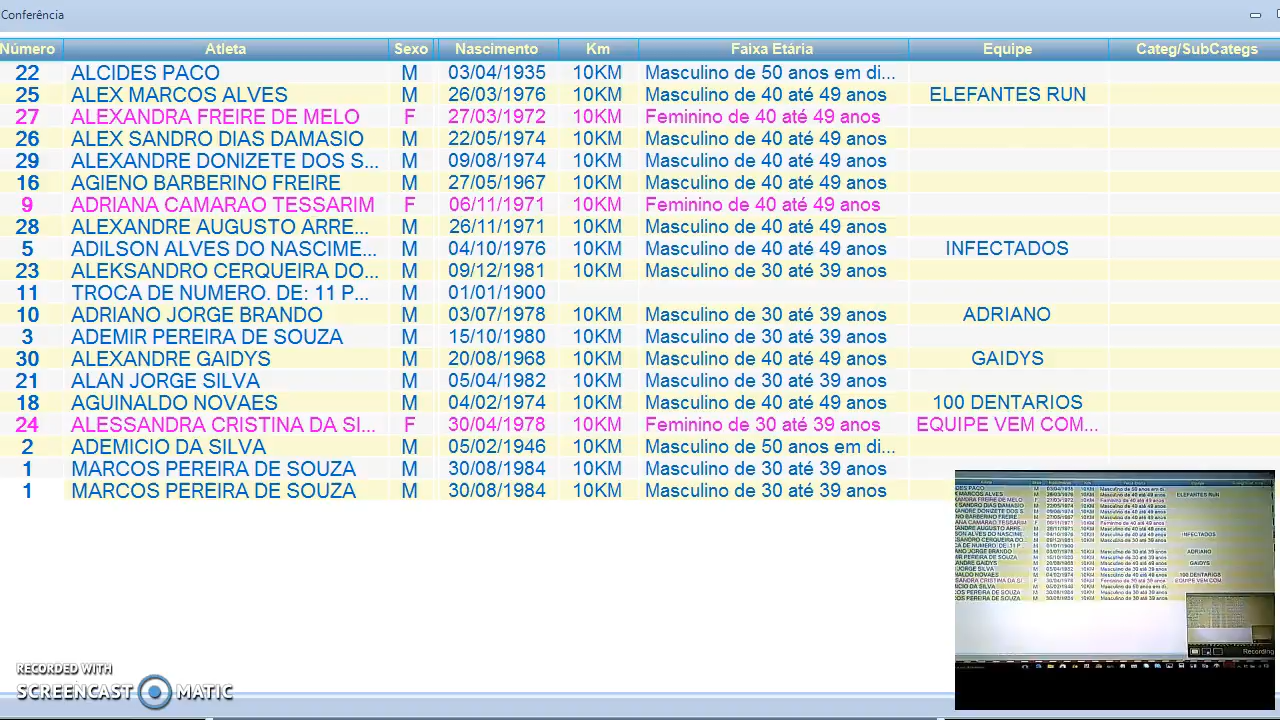 Conferência
Número Atleta Sexo Nascimento Km Faixa Etária Equipe Categ/SubCategs
22 ALCIDES PACO M 03/04/1935 10KM Masculino de 50 anos em di...
25 ALEX MARCOS ALVES M 26/03/1976 10KM Masculino de 40 até 49 anos ELEFANTES RUN
27 ALEXANDRA FREIRE DE MELO F 27/03/1972 10KM Feminino de 40 até 49 anos
26 ALEX SANDRO DIAS DAMASIO M 22/05/1974 10KM Masculino de 40 até 49 anos
29 ALEXANDRE DONIZETE DOS S... M 09/08/1974 10KM Masculino de 40 até 49 anos
16 AGIENO BARBERINO FREIRE M 27/05/1967 10KM Masculino de 40 até 49 anos
9 ADRIANA CAMARAO TESSARIM F 06/11/1971 10KM Feminino de 40 até 49 anos
28 ALEXANDRE AUGUSTO ARRE... M 26/11/1971 10KM Masculino de 40 até 49 anos
5 ADILSON ALVES DO NASCIME... M 04/10/1976 10KM Masculino de 40 até 49 anos INFECTADOS
23 ALEKSANDRO CERQUEIRA DO... M 09/12/1981 10KM Masculino de 30 até 39 anos
11 TROCA DE NUMERO. DE: 11 P... M 01/01/1900
10 ADRIANO JORGE BRANDO M 03/07/1978 10KM Masculino de 30 até 39 anos ADRIANO
3 ADEMIR PEREIRA DE SOUZA M 15/10/1980 10KM Masculino de 30 até 39 anos
30 ALEXANDRE GAIDYS M 20/08/1968 10KM Masculino de 40 até 49 anos GAIDYS
21 ALAN JORGE SILVA M 05/04/1982 10KM Masculino de 30 até 39 anos
18 AGUINALDO NOVAES M 04/02/1974 10KM Masculino de 40 até 49 anos 100 DENTARIOS
24 ALESSANDRA CRISTINA DA SI... F 30/04/1978 10KM Feminino de 30 até 39 anos EQUIPE VEM COM...
2 ADEMICIO DA SILVA M 05/02/1946 10KM Masculino de 50 anos em di...
1 MARCOS PEREIRA DE SOUZA M 30/08/1984 10KM Masculino de 30 até 39 anos
1 MARCOS PEREIRA DE SOUZA M 30/08/1984 10KM Masculino de 30 até 39 anos
RECORDED WITH
SCREENCAST MATIC
Recording